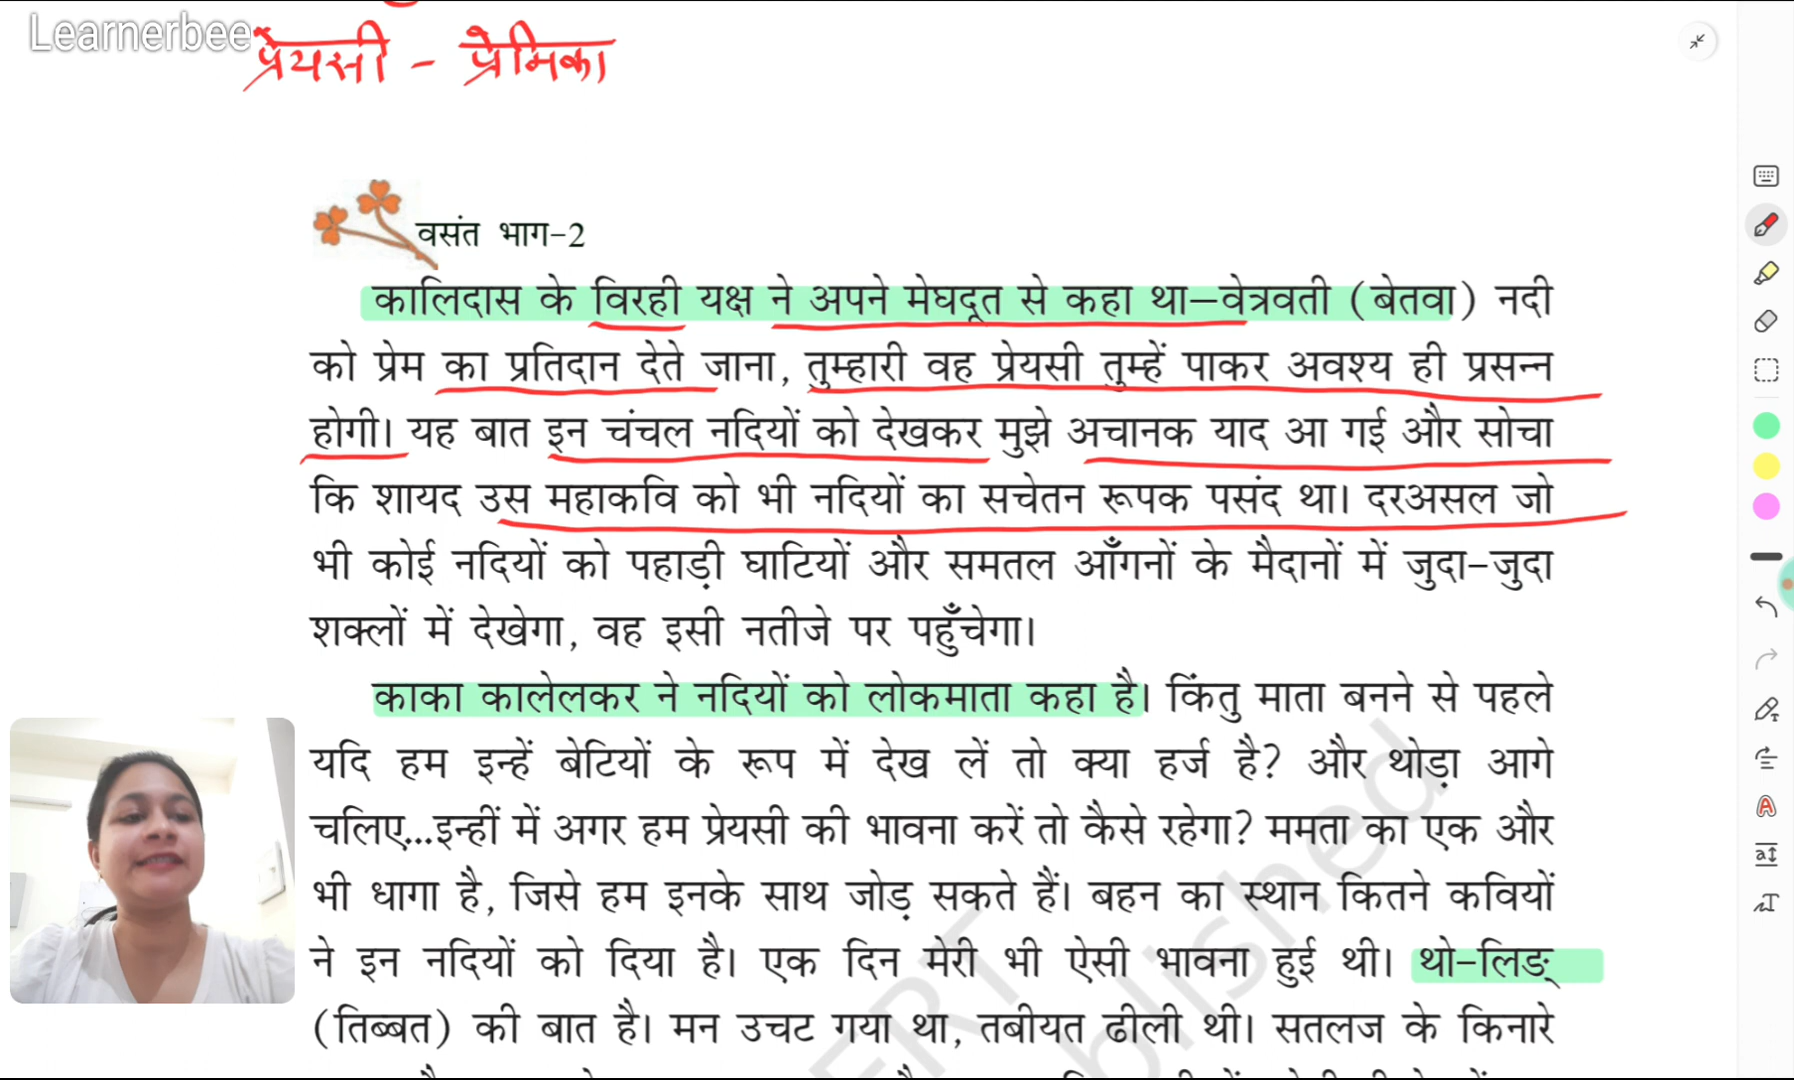 Learnerbee
प्रेयसी - प्रेमिका
वसंत भाग-2
कालिदास के विरही यक्ष ने अपने मेघदूत से कहा था—वेत्रवती (बेतवा) नदी
को प्रेम का प्रतिदान देते जाना, तुम्हारी वह प्रेयसी तुम्हें पाकर अवश्य ही प्रसन्न
होगी। यह बात इन चंचल नदियों को देखकर मुझे अचानक याद आ गई और सोचा
कि शायद उस महाकवि को भी नदियों का सचेतन रूपक पसंद था। दरअसल जो
भी कोई नदियों को पहाड़ी घाटियों और समतल आँगनों के मैदानों में जुदा-जुदा
शक्लों में देखेगा, वह इसी नतीजे पर पहुँचेगा।
काका कालेलकर ने नदियों को लोकमाता कहा है। किंतु माता बनने से पहले
यदि हम इन्हें बेटियों के रूप में देख लें तो क्या हर्ज है? और थोड़ा आगे
चलिए...इन्हीं में अगर हम प्रेयसी की भावना करें तो कैसे रहेगा? ममता का एक और
भी धागा है, जिसे हम इनके साथ जोड़ सकते हैं। बहन का स्थान कितने कवियों
ने इन नदियों को दिया है। एक दिन मेरी भी ऐसी भावना हुई थी। थो-लिङ्
(तिब्बत) की बात है। मन उचट गया था, तबीयत ढीली थी। सतलज के किनारे